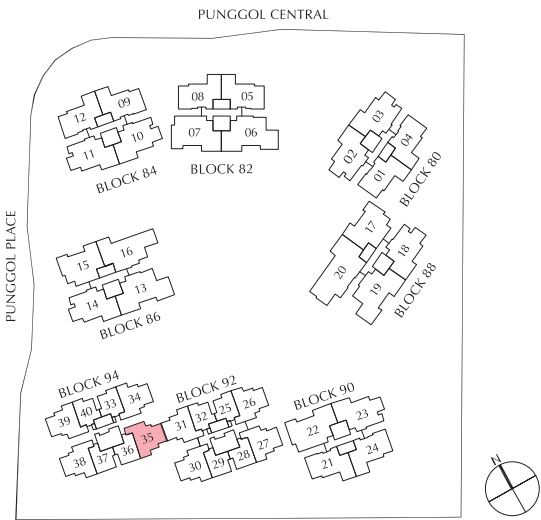 PUNGGOL CENTRAL
PUNGGOL PLACE
12 09
11 10
BLOCK 84
08 05
07 06
BLOCK 82
03
02 04
01
BLOCK 80
17
20 18
19
BLOCK 88
15 16
14 13
BLOCK 86
BLOCK 94
39 40 33 34
38 37 36 35
BLOCK 92
31 32 25 26
30 29 28 27
BLOCK 90
22 23
21 24
N